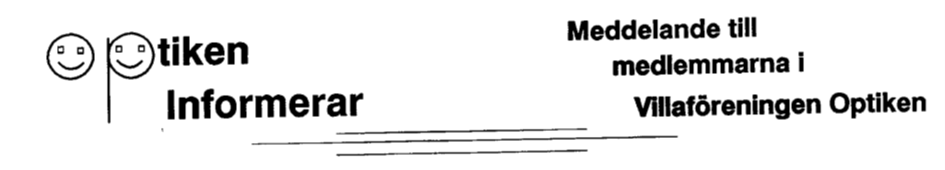 Optiken
Informerar
Meddelande till
medlemmarna i
Villaföreningen Optiken